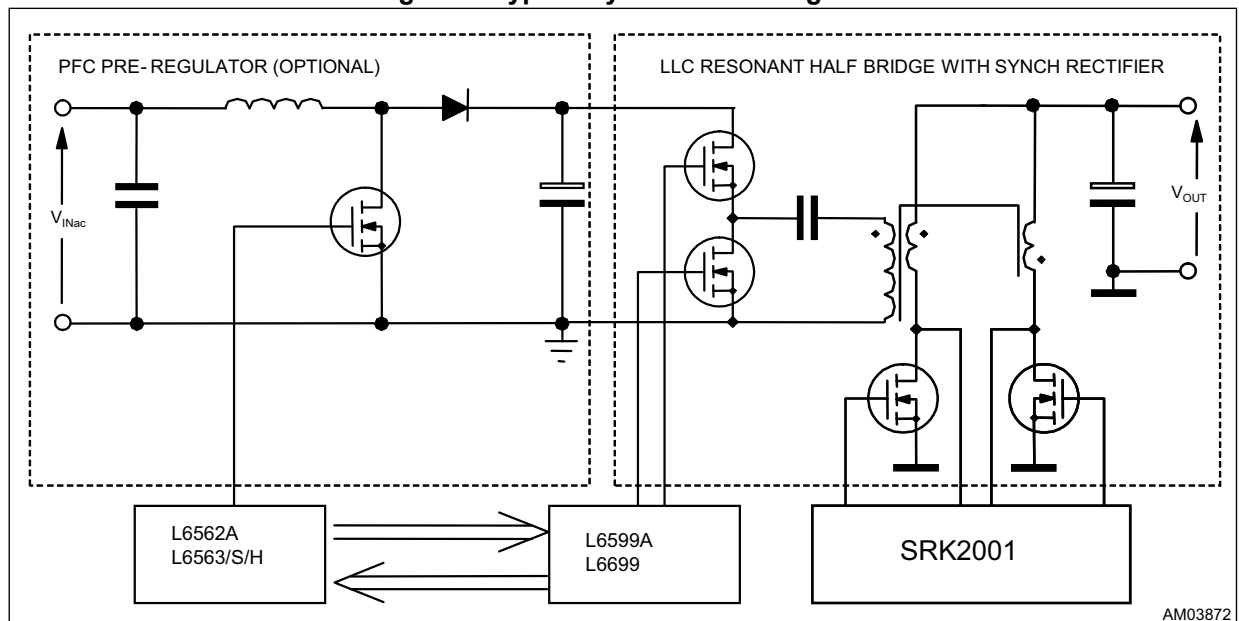 PFC PRE- REGULATOR (OPTIONAL)
LLC RESONANT HALF BRIDGE WITH SYNCH RECTIFIER
VINac
VOUT
L6562A
L6563/S/H
L6599A
L6699
SRK2001
AM03872